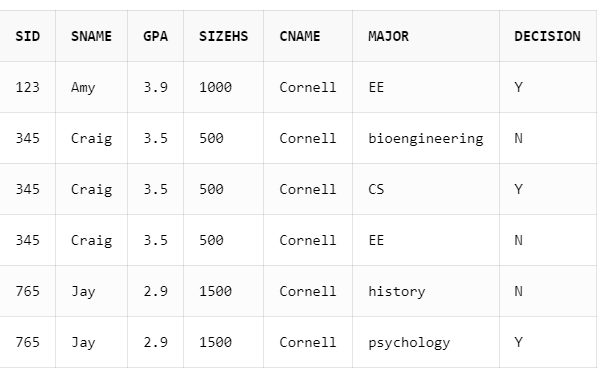 SID SNAME GPA SIZEHS CNAME MAJOR DECISION
123 Amy 3.9 1000 Cornell EE Y
345 Craig 3.5 500 Cornell bioengineering N
345 Craig 3.5 500 Cornell CS Y
345 Craig 3.5 500 Cornell EE N
765 Jay 2.9 1500 Cornell history N
765 Jay 2.9 1500 Cornell psychology Y